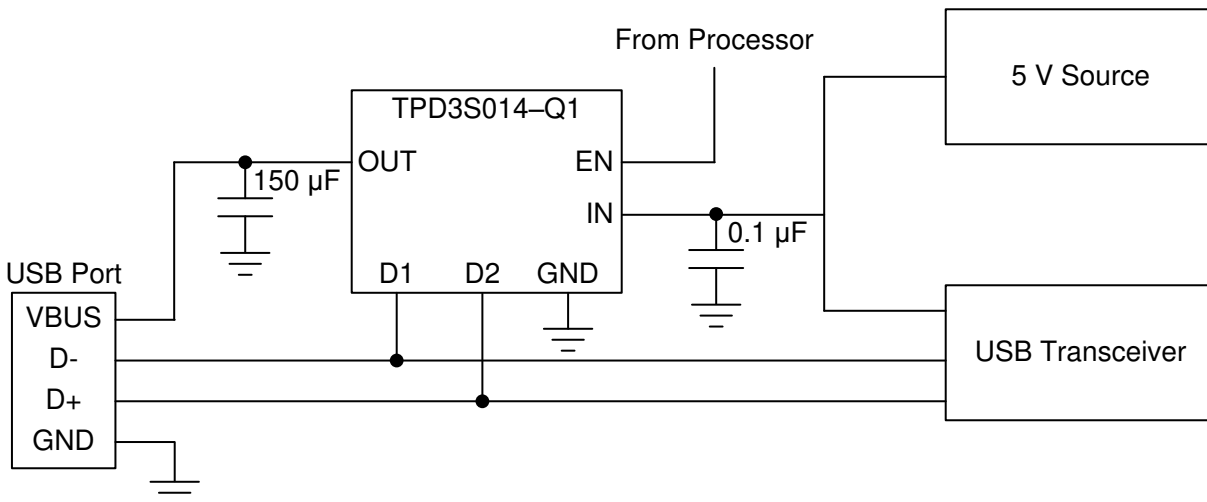 From Processor
5 V Source
TPD3S014–Q1
OUT
EN
150 µF
IN
0.1 µF
D1
D2
GND
USB Port
VBUS
D-
D+
GND
USB Transceiver